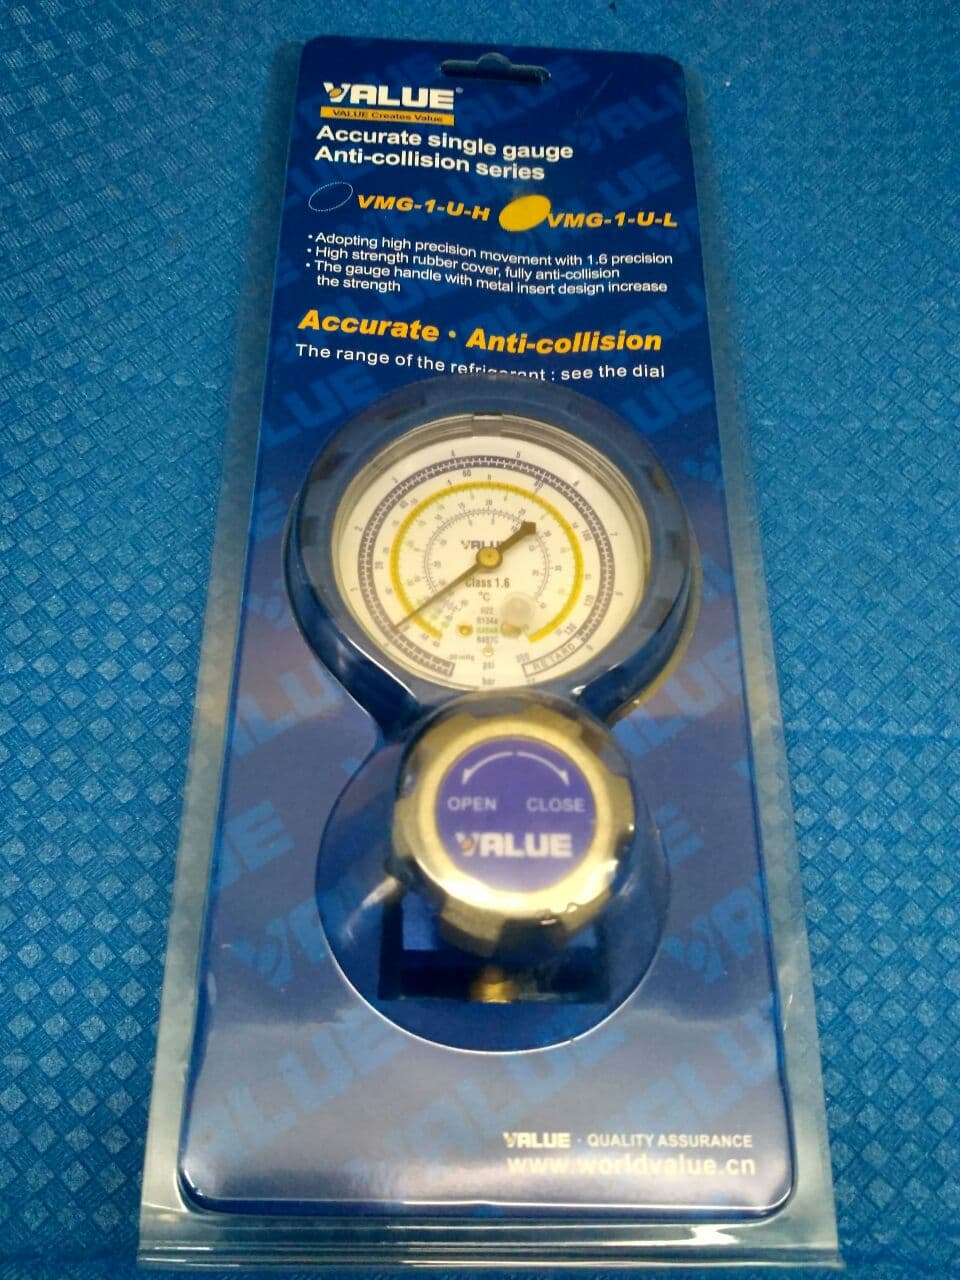 VALUE®
VALUE Creates Value
Accurate single gauge
Anti-collision series
VMG-1-U-H VMG-1-U-L
• Adopting high precision movement with 1.6 precision
• High strength rubber cover, fully anti-collision
• The gauge handle with metal insert design increase
the strength
Accurate · Anti-collision
The range of the refrigerant : see the dial
VALUE
Class 1.6
°C
R22
R134a
R407C
psi
RETARD
bar
OPEN CLOSE
VALUE
VALUE · QUALITY ASSURANCE
www.worldvalue.cn